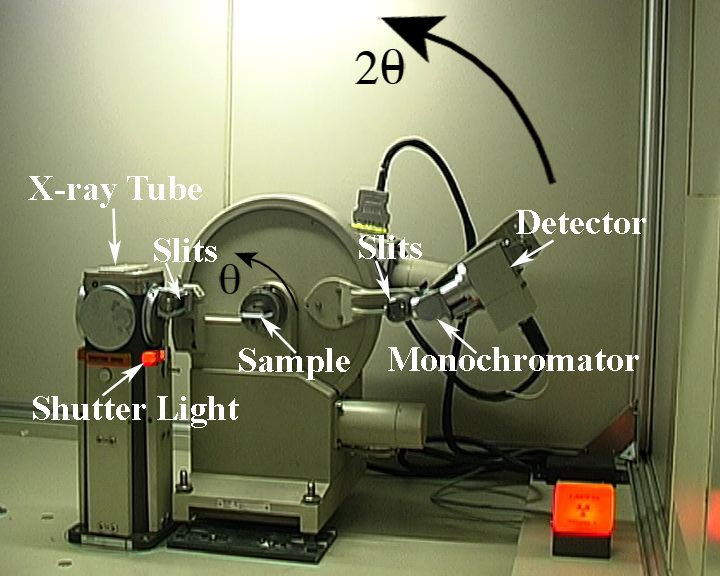 2θ
X-ray Tube
Slits
Slits
Detector
θ
Sample
Monochromator
Shutter Light